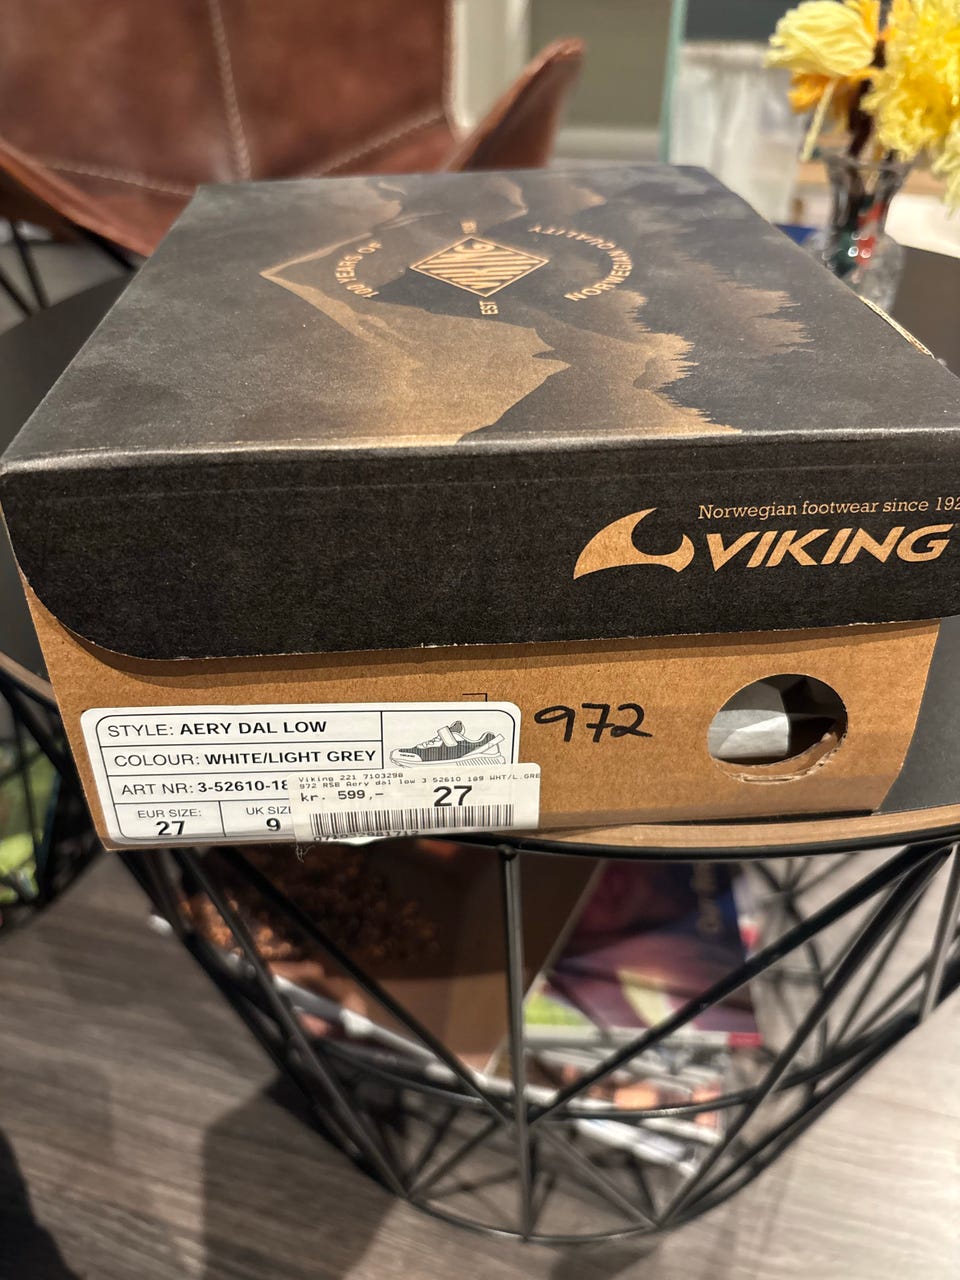 100 YEARS OF
VIKING
EST 1920
NORWEGIAN QUALITY
Norwegian footwear since 192
VIKING
972
STYLE: AERY DAL LOW
COLOUR: WHITE/LIGHT GREY
ART NR: 3-52610-18
EUR SIZE:
27
UK SIZE
9
Viking 221 7103298
972 RSB Aery dal low 3 52610 189 WHT/L.GRE
kr. 599,-
27